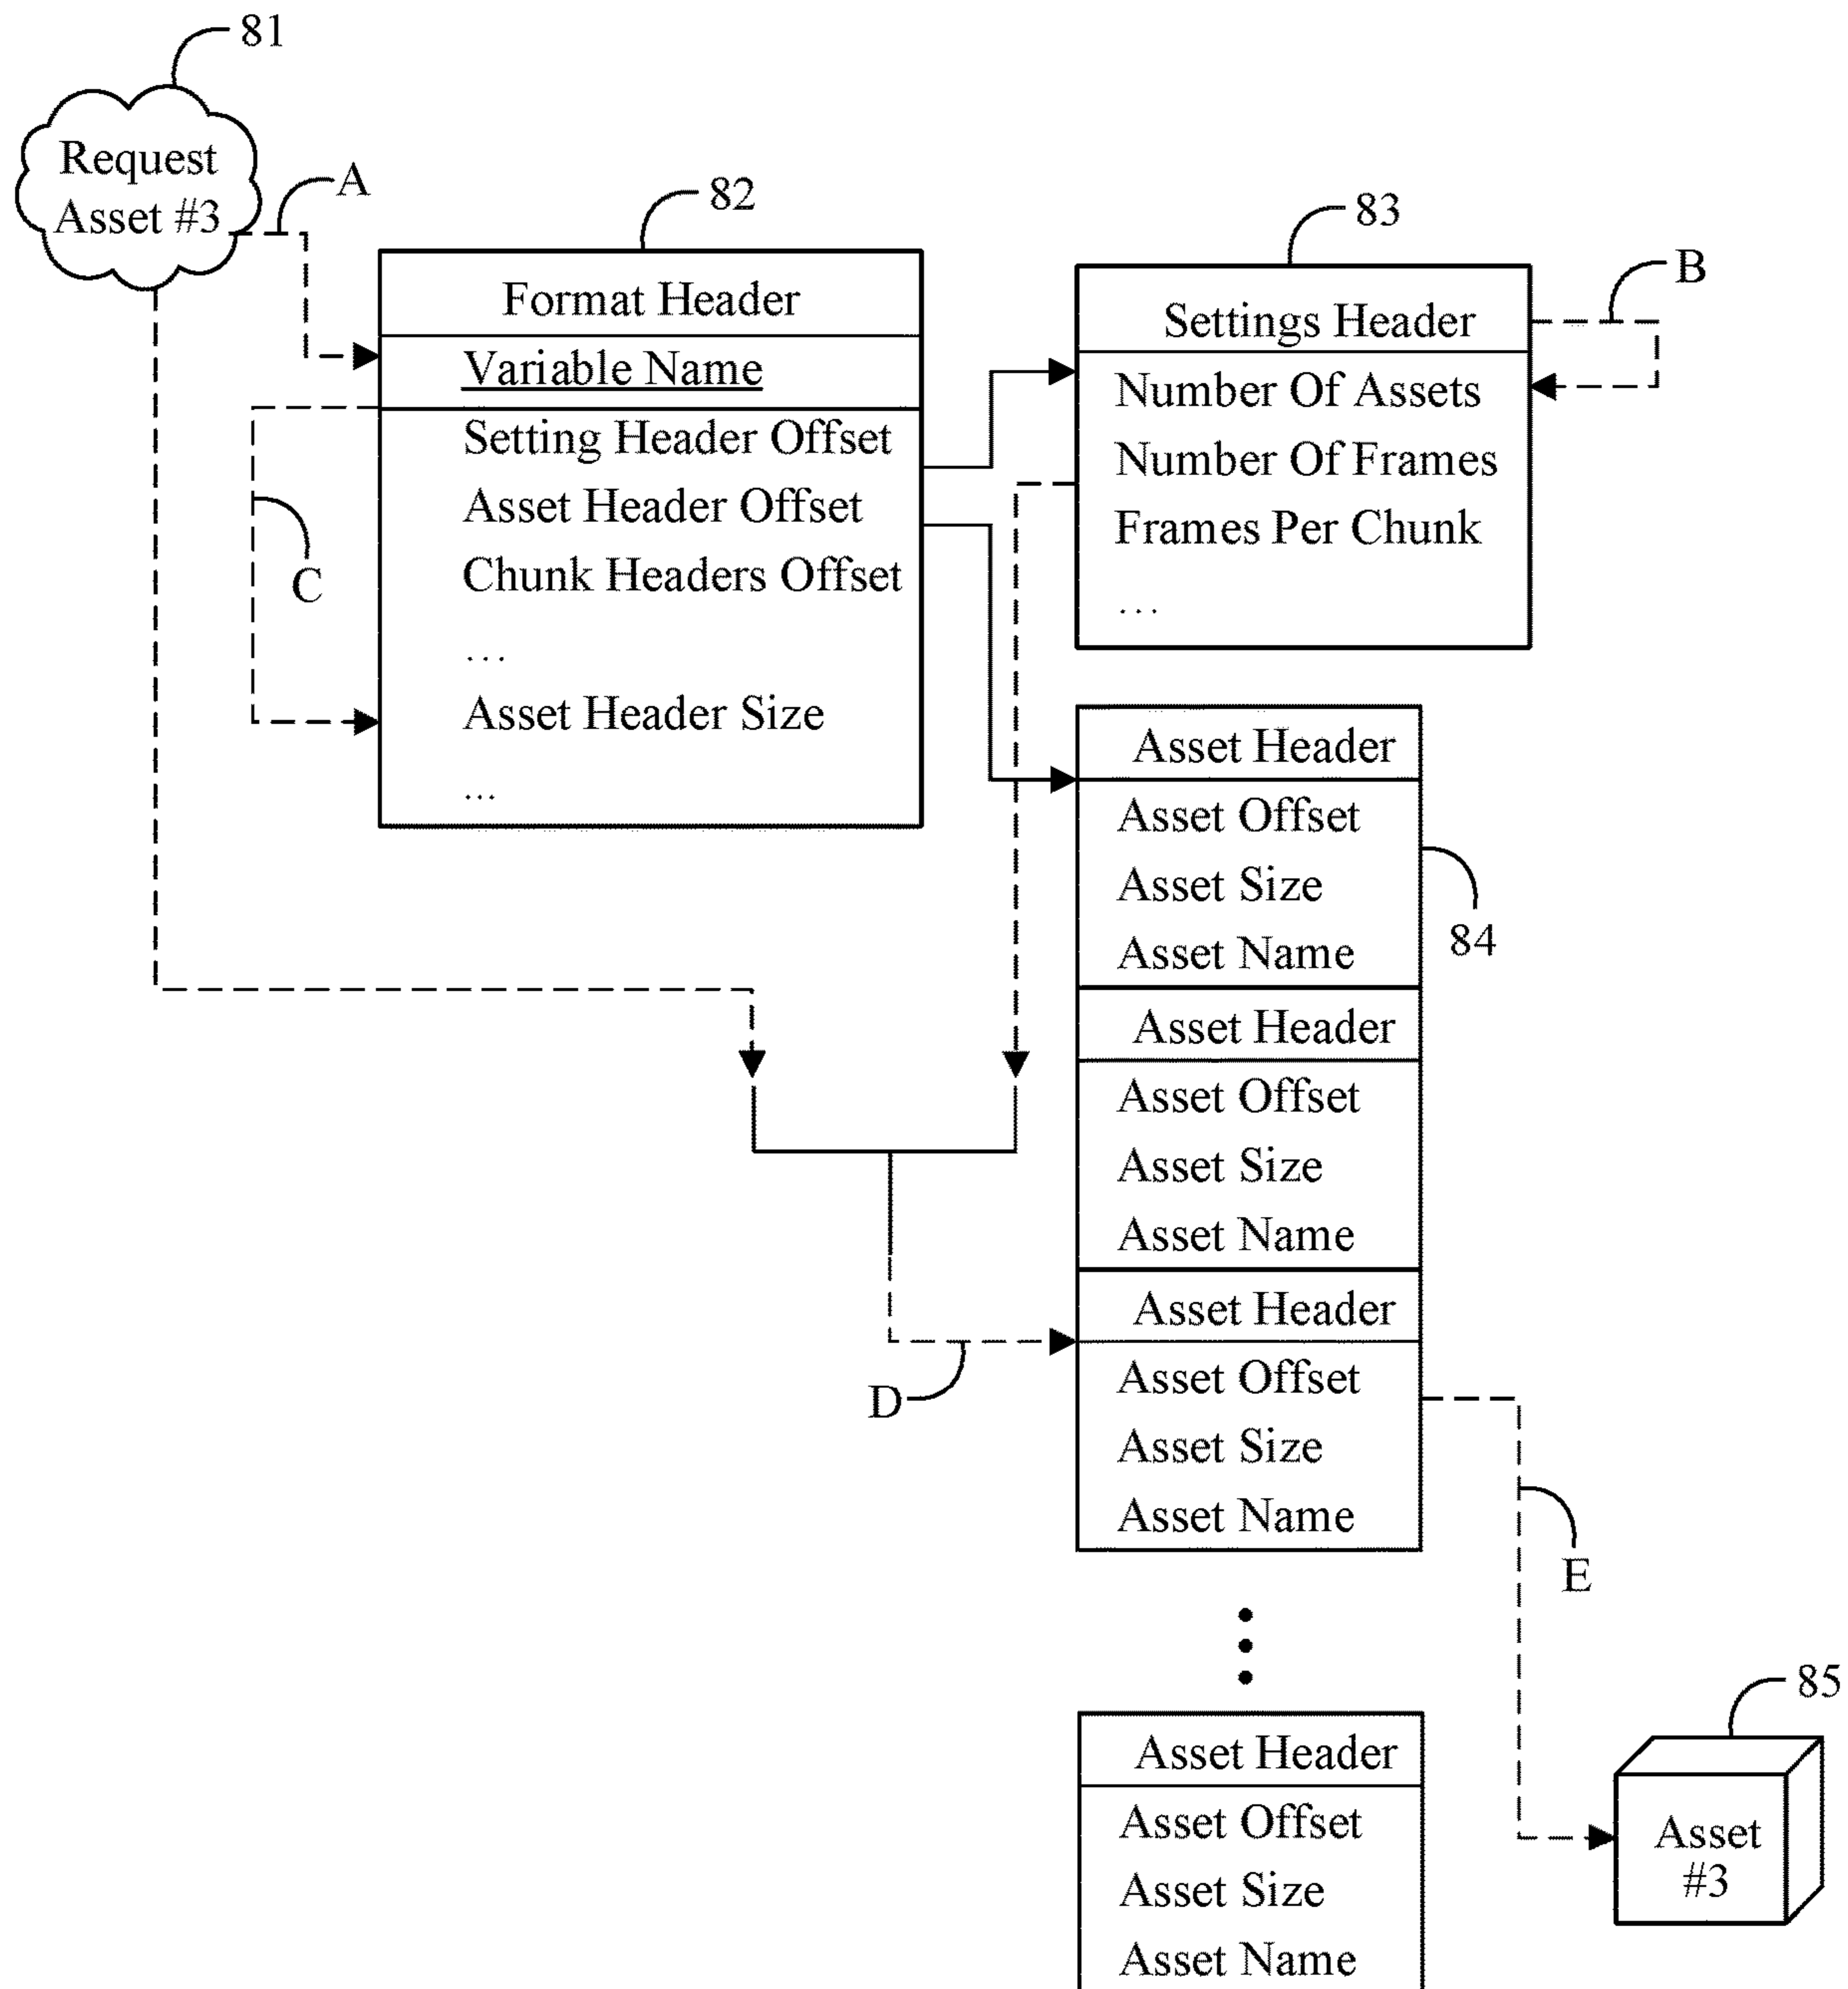 81
Request
Asset #3
A
82
Format Header
Variable Name
Setting Header Offset
Asset Header Offset
Chunk Headers Offset
...
Asset Header Size
...
C
83
Settings Header
Number Of Assets
Number Of Frames
Frames Per Chunk
...
B
Asset Header
Asset Offset
Asset Size
Asset Name
84
Asset Header
Asset Offset
Asset Size
Asset Name
Asset Header
Asset Offset
Asset Size
Asset Name
D
E
Asset Header
Asset Offset
Asset Size
Asset Name
85
Asset
#3